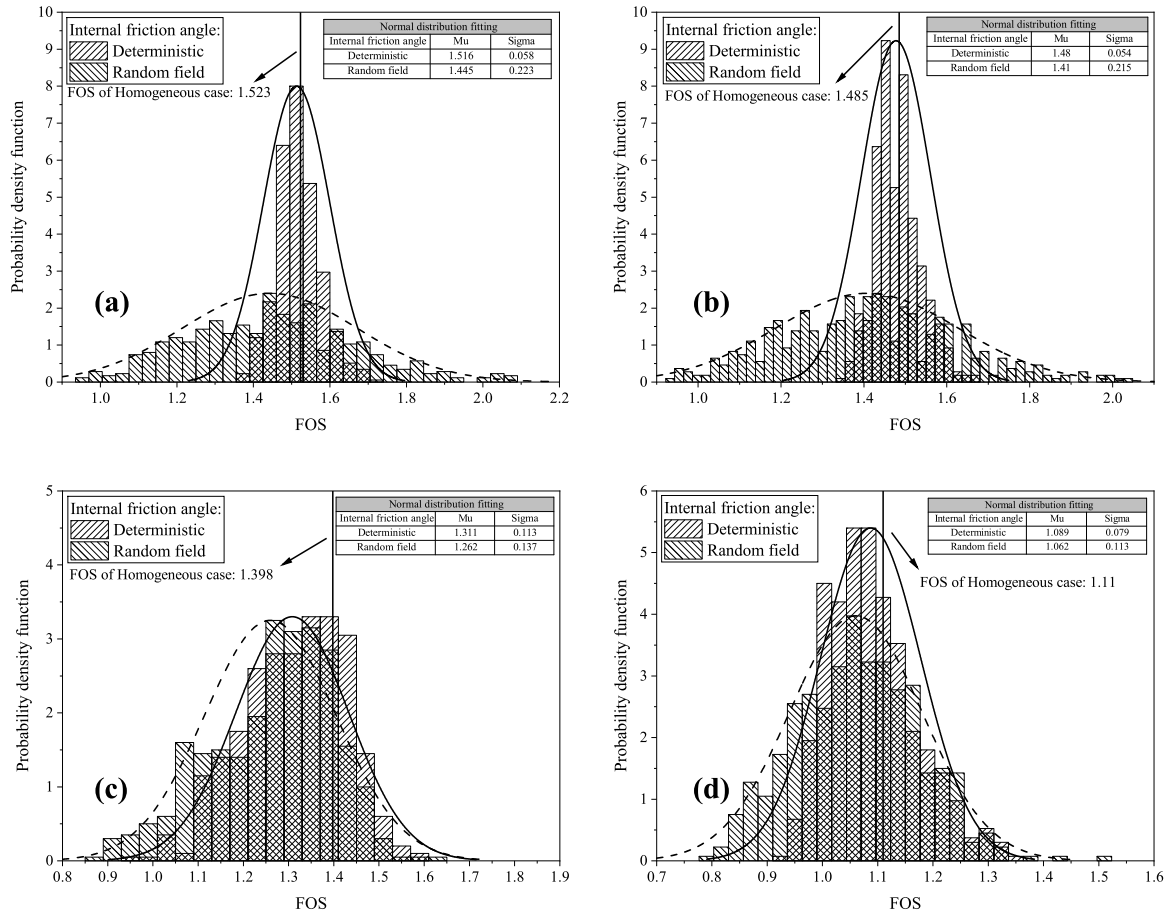 Internal friction angle:
Deterministic
Random field
FOS of Homogeneous case: 1.523
Normal distribution fitting
Internal friction angle Mu Sigma
Deterministic 1.516 0.058
Random field 1.445 0.223
10
9
8
7
6
5
4
3
2
1
0
Probability density function
(a)
1.0 1.2 1.4 1.6 1.8 2.0 2.2
FOS
Internal friction angle:
Deterministic
Random field
FOS of Homogeneous case: 1.485
Normal distribution fitting
Internal friction angle Mu Sigma
Deterministic 1.48 0.054
Random field 1.41 0.215
10
9
8
7
6
5
4
3
2
1
0
Probability density function
(b)
1.0 1.2 1.4 1.6 1.8 2.0
FOS
Internal friction angle:
Deterministic
Random field
FOS of Homogeneous case: 1.398
Normal distribution fitting
Internal friction angle Mu Sigma
Deterministic 1.311 0.113
Random field 1.262 0.137
5
4
3
2
1
0
Probability density function
(c)
0.8 0.9 1.0 1.1 1.2 1.3 1.4 1.5 1.6 1.7 1.8 1.9
FOS
Internal friction angle:
Deterministic
Random field
FOS of Homogeneous case: 1.11
Normal distribution fitting
Internal friction angle Mu Sigma
Deterministic 1.089 0.079
Random field 1.062 0.113
6
5
4
3
2
1
0
Probability density function
(d)
0.7 0.8 0.9 1.0 1.1 1.2 1.3 1.4 1.5 1.6
FOS